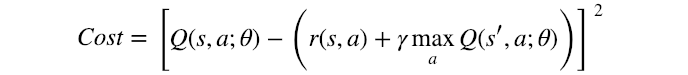 Cost = [Q(s, a; θ) − (r(s, a) + γ max_a Q(s′, a; θ))]²